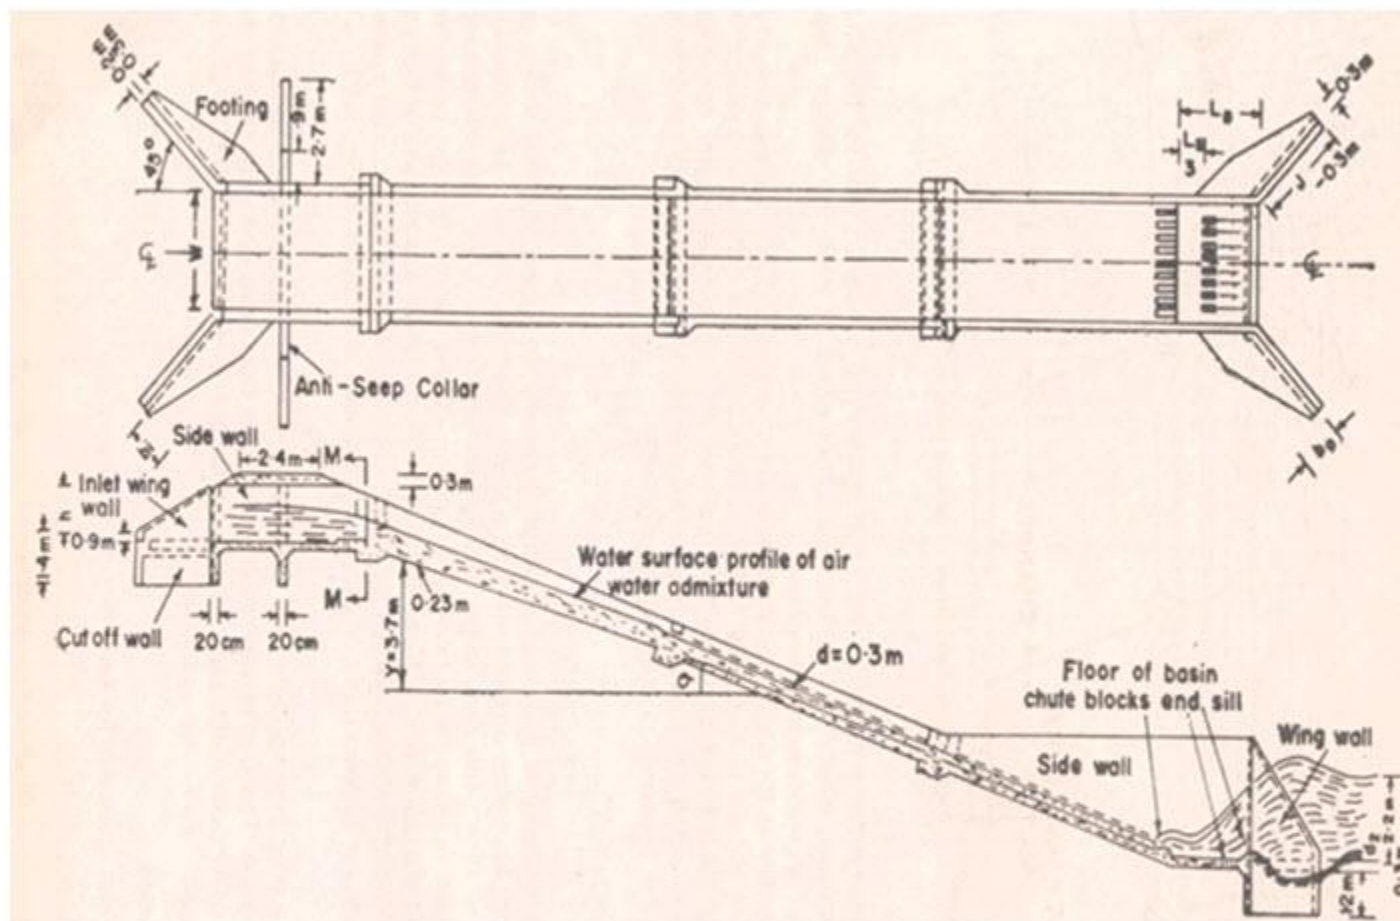 Footing
45°
·9m
2·7m
W
Anti-Seep Collar
0·3m
J
0·3m
Side wall
2·4m
M
0·3m
Inlet wing
wall
0·9m
Water surface profile of air
water admixture
M
0·23m
Cut off wall
20cm
20cm
Y=3·7m
d=0·3m
Floor of basin
chute blocks end sill
Wing wall
Side wall